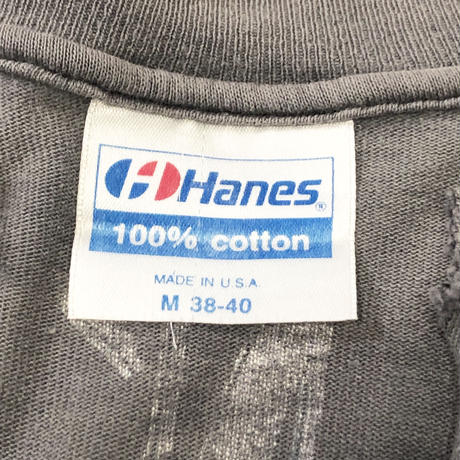 Hanes®
100% cotton
MADE IN U.S.A.
M 38-40